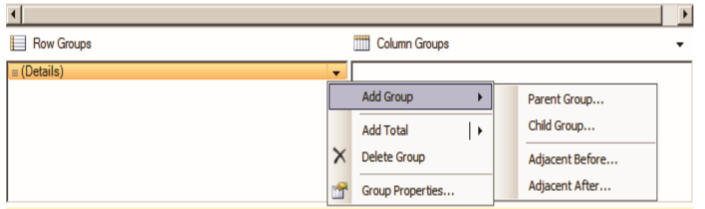 Row Groups
Column Groups
(Details)
Add Group
Add Total
Delete Group
Group Properties...
Parent Group...
Child Group...
Adjacent Before...
Adjacent After...